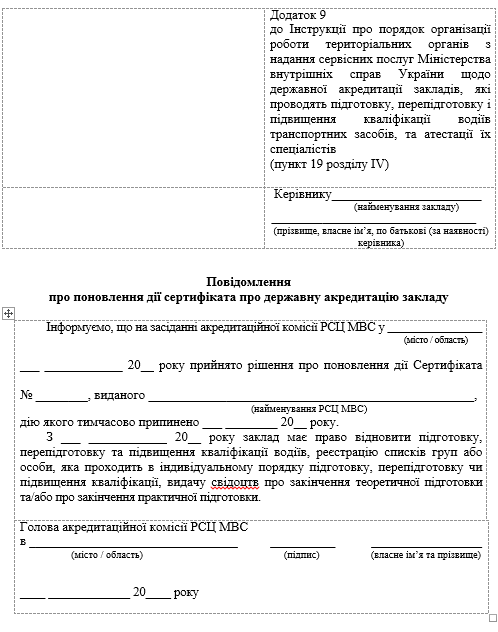 Додаток 9
до Інструкції про порядок організації
роботи територіальних органів з
надання сервісних послуг Міністерства
внутрішніх справ України щодо
державної акредитації закладів, які
проводять підготовку, перепідготовку і
підвищення кваліфікації водіїв
транспортних засобів, та атестації їх
спеціалістів
(пункт 19 розділу IV)
Керівнику________________________
(найменування закладу)
_________________________________
(прізвище, власне ім’я, по батькові (за наявності)
керівника)
Повідомлення
про поновлення дії сертифіката про державну акредитацію закладу
Інформуємо, що на засіданні акредитаційної комісії РСЦ МВС у _______________
(місто / область)
___ _____________ 20__ року прийнято рішення про поновлення дії Сертифіката
№ ________, виданого ____________________________________________________,
(найменування РСЦ МВС)
дію якого тимчасово припинено ___ ________ 20__ року.
З ___ _____________ 20__ року заклад має право відновити підготовку,
перепідготовку та підвищення кваліфікації водіїв, реєстрацію списків груп або
особи, яка проходить в індивідуальному порядку підготовку, перепідготовку чи
підвищення кваліфікації, видачу свідоцтв про закінчення теоретичної підготовки
та/або про закінчення практичної підготовки.
Голова акредитаційної комісії РСЦ МВС
в _________________________________ __________ __________________
(місто / область) (підпис) (власне ім’я та прізвище)
____ _____________ 20____ року